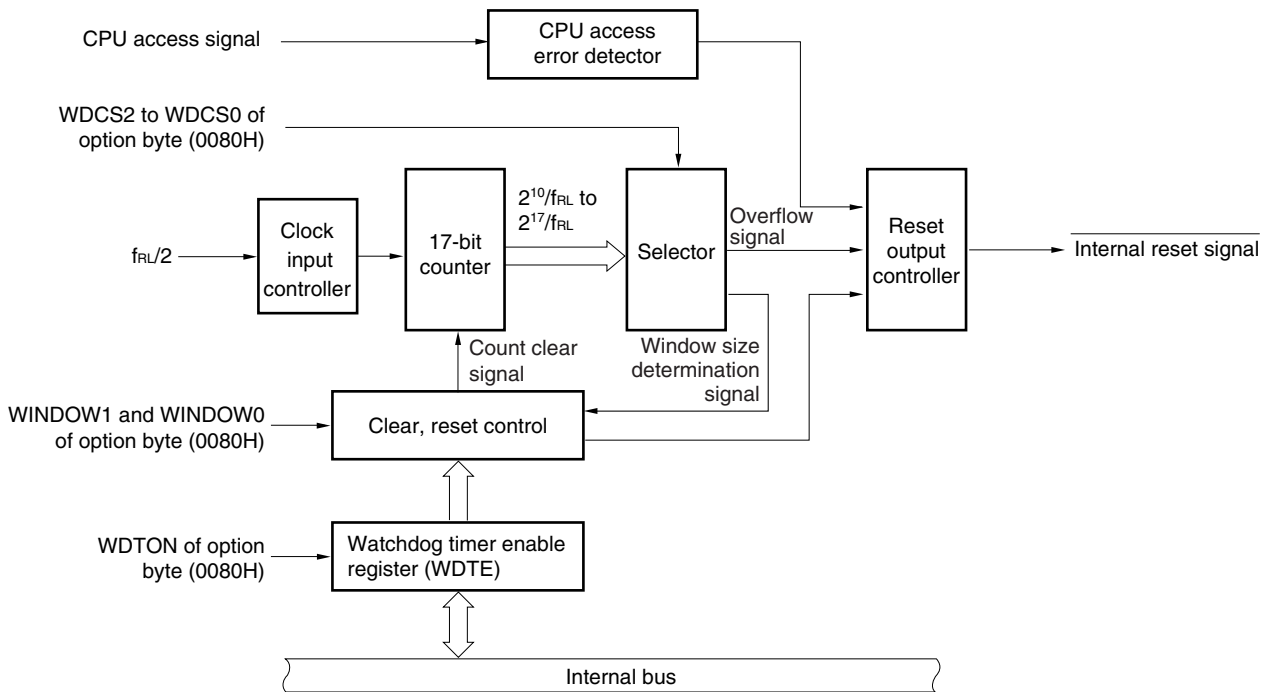 CPU access signal
CPU access
error detector
WDCS2 to WDCS0 of
option byte (0080H)
2¹⁰/fRL to
2¹⁷/fRL
fRL/2
Clock
input
controller
17-bit
counter
Selector
Overflow
signal
Reset
output
controller
Internal reset signal
Count clear
signal
Window size
determination
signal
WINDOW1 and WINDOW0
of option byte (0080H)
Clear, reset control
WDTON of option
byte (0080H)
Watchdog timer enable
register (WDTE)
Internal bus